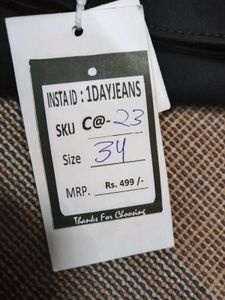 INSTA ID : 1DAYJEANS
SKU C@-23
Size 34
MRP. Rs. 499 /-
Thanks For Choosing